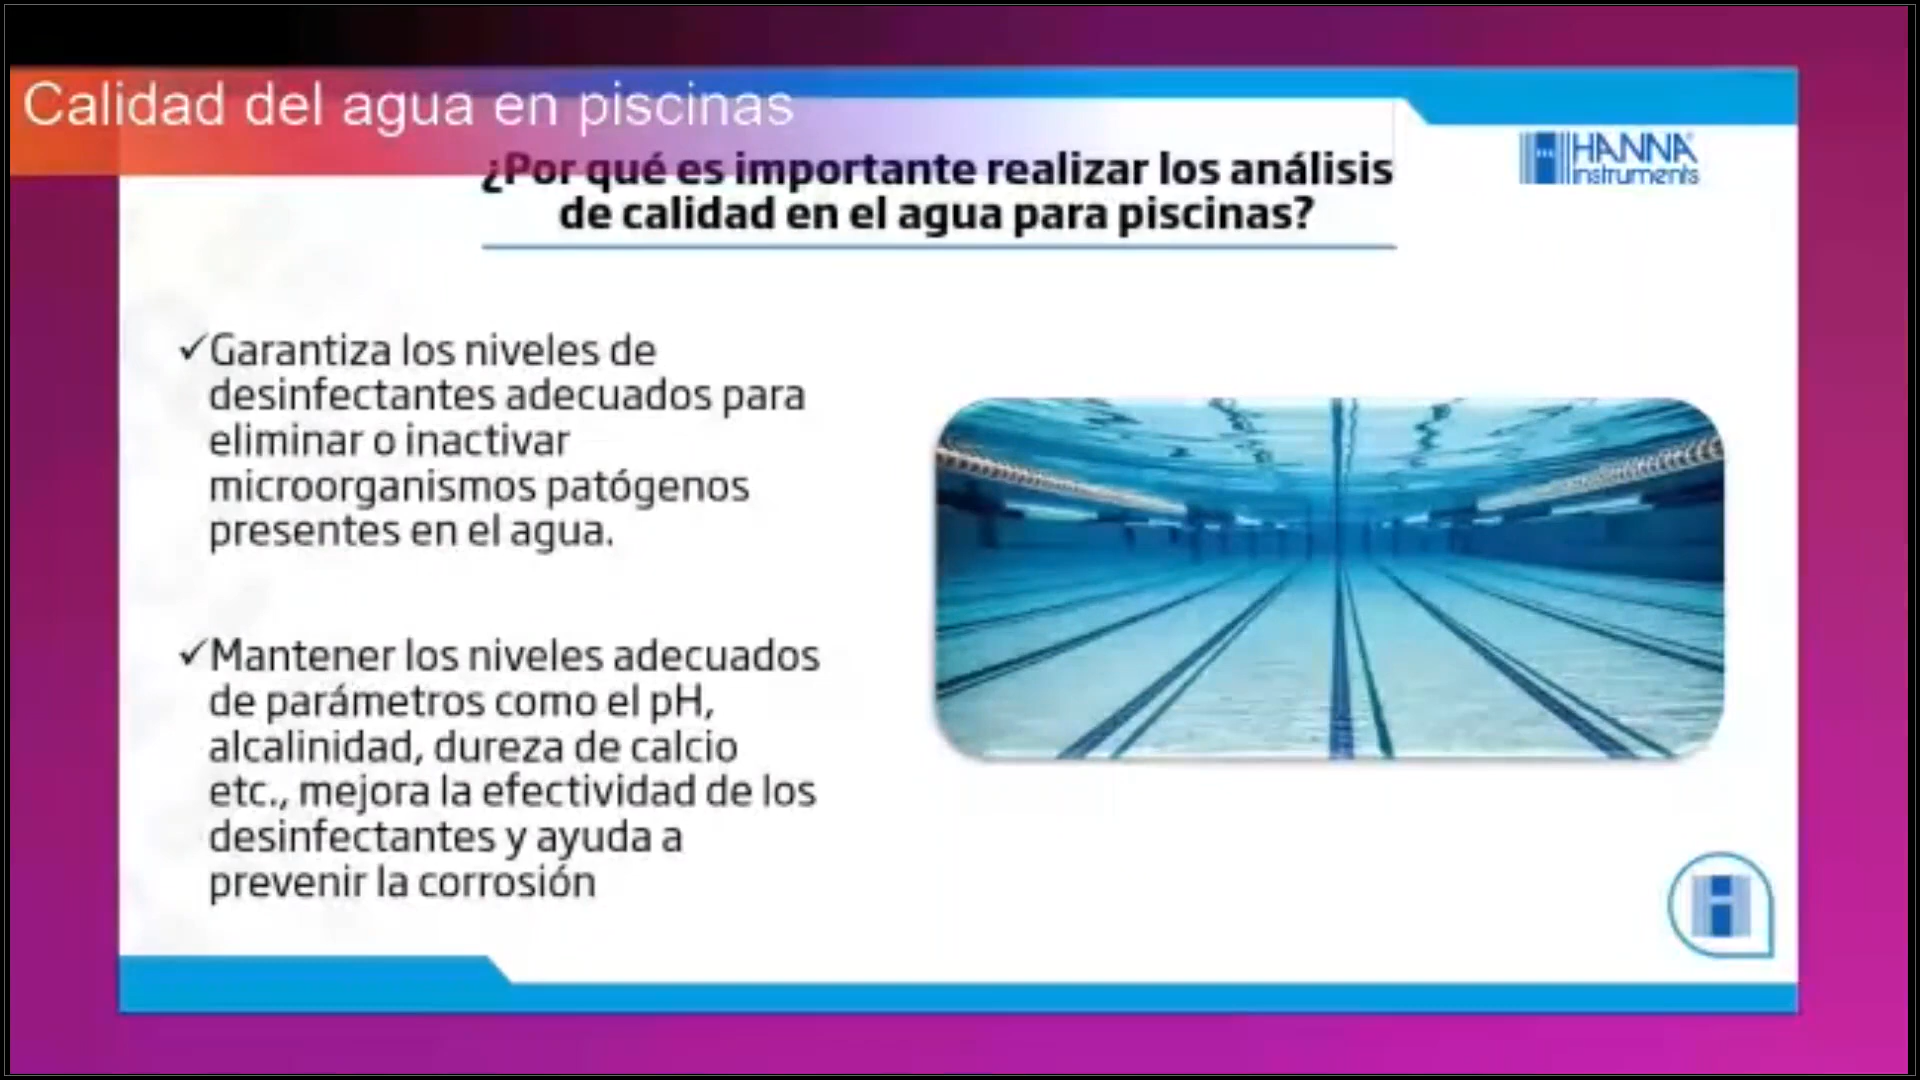 Calidad del agua en piscinas
¿Por qué es importante realizar los análisis
de calidad en el agua para piscinas?
HANNA
instruments
✓Garantiza los niveles de
desinfectantes adecuados para
eliminar o inactivar
microorganismos patógenos
presentes en el agua.
✓Mantener los niveles adecuados
de parámetros como el pH,
alcalinidad, dureza de calcio
etc., mejora la efectividad de los
desinfectantes y ayuda a
prevenir la corrosión